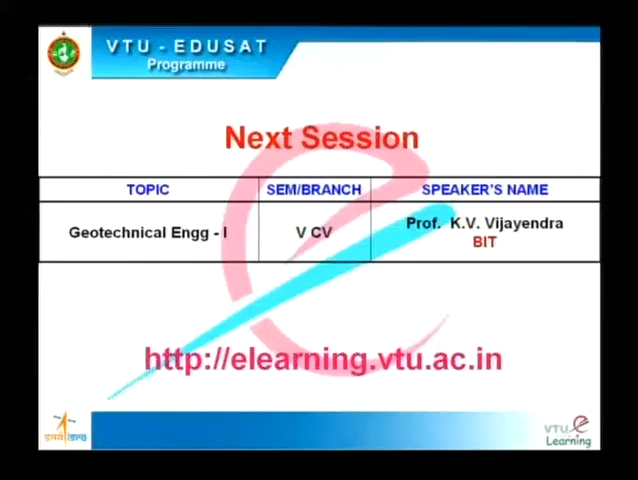 VTU - EDUSAT
Programme
Next Session
TOPIC SEM/BRANCH SPEAKER'S NAME
Geotechnical Engg - I V CV Prof. K.V. Vijayendra
BIT
http://elearning.vtu.ac.in
VTU e
Learning